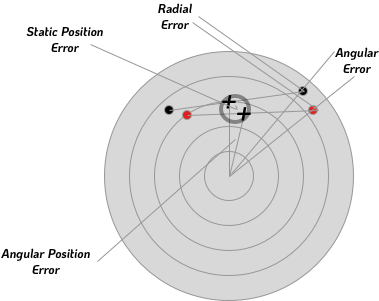 Radial
Error
Static Position
Error
Angular
Error
Angular Position
Error